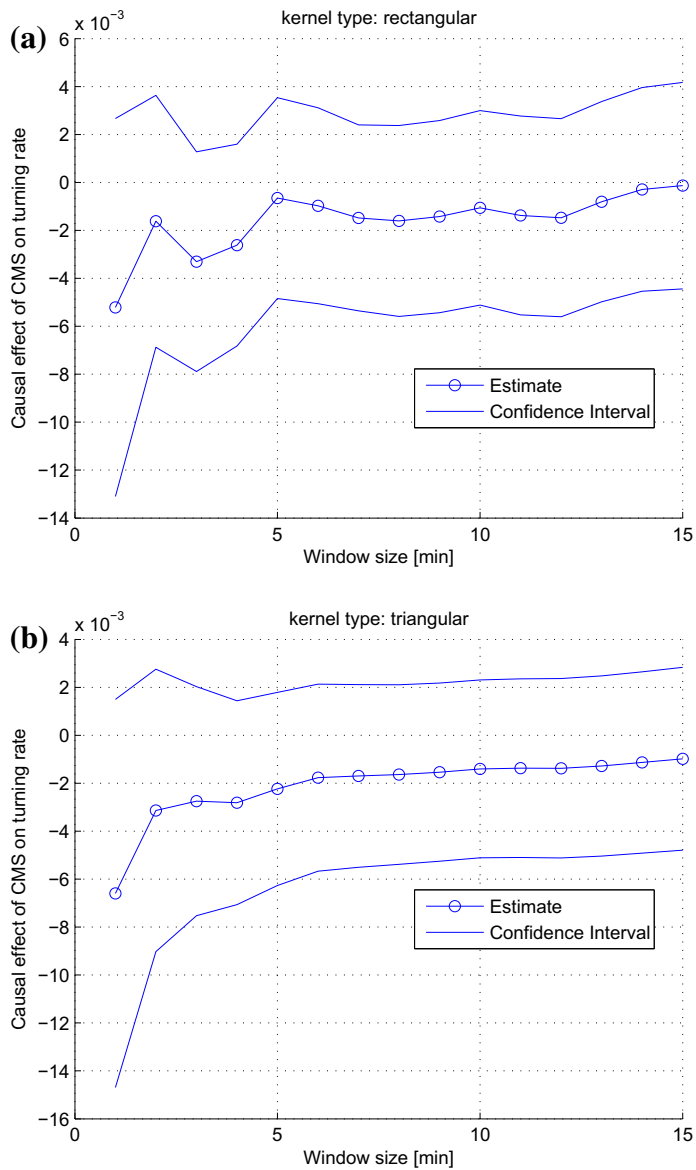 (a)
x 10−3
kernel type: rectangular
6
4
2
0
−2
−4
−6
−8
−10
−12
−14
Causal effect of CMS on turning rate
Estimate
Confidence Interval
0 5 10 15
Window size [min]
(b)
x 10−3
kernel type: triangular
4
2
0
−2
−4
−6
−8
−10
−12
−14
−16
Causal effect of CMS on turning rate
Estimate
Confidence Interval
0 5 10 15
Window size [min]